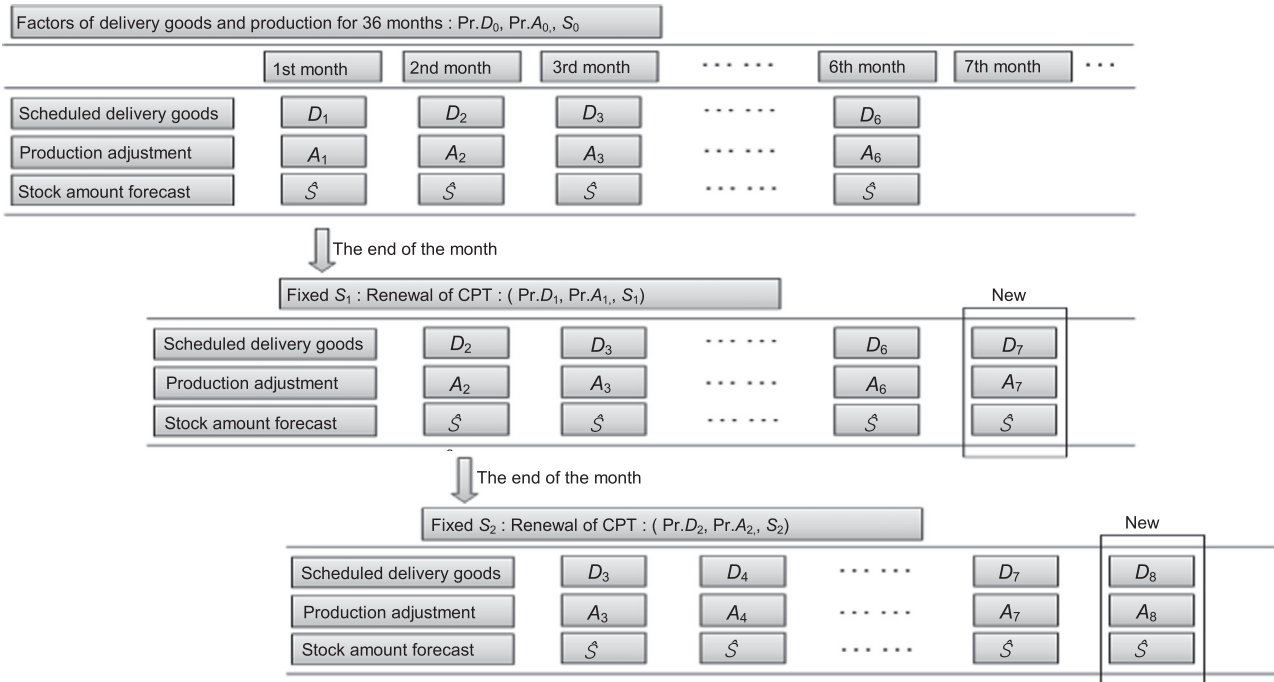 Factors of delivery goods and production for 36 months : Pr.D₀, Pr.A₀,, S₀
1st month 2nd month 3rd month ⋯ ⋯ 6th month 7th month ⋯
Scheduled delivery goods D₁ D₂ D₃ ⋯ ⋯ D₆
Production adjustment A₁ A₂ A₃ ⋯ ⋯ A₆
Stock amount forecast Ŝ Ŝ Ŝ ⋯ ⋯ Ŝ
The end of the month
Fixed S₁ : Renewal of CPT : ( Pr.D₁, Pr.A₁,, S₁)
New
Scheduled delivery goods D₂ D₃ ⋯ ⋯ D₆ D₇
Production adjustment A₂ A₃ ⋯ ⋯ A₆ A₇
Stock amount forecast Ŝ Ŝ ⋯ ⋯ Ŝ Ŝ
The end of the month
Fixed S₂ : Renewal of CPT : ( Pr.D₂, Pr.A₂,, S₂)
New
Scheduled delivery goods D₃ D₄ ⋯ ⋯ D₇ D₈
Production adjustment A₃ A₄ ⋯ ⋯ A₇ A₈
Stock amount forecast Ŝ Ŝ ⋯ ⋯ Ŝ Ŝ